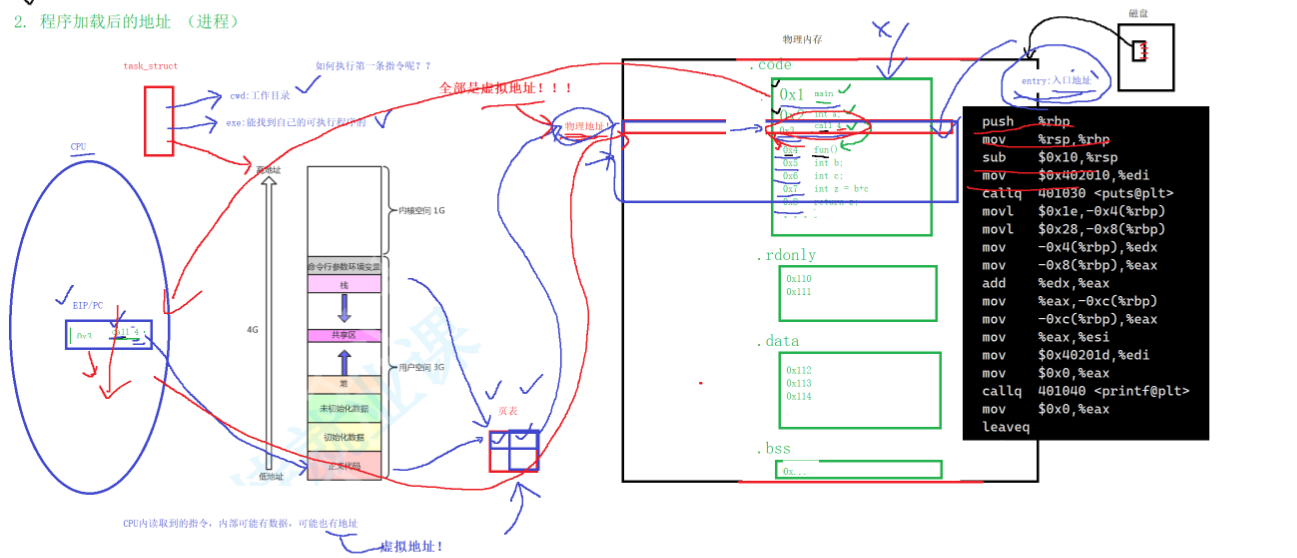 2. 程序加载后的地址 （进程）
磁盘
物理内存
task_struct
如何执行第一条指令呢？？
.code
cwd:工作目录
全部是虚拟地址！！！
entry:入口地址
exe:能找到自己的可执行程序的
物理地址！
0x1 main
int a;
0x3 call 4
0x4 fun()
0x5 int b;
0x6 int c;
0x7 int z = b+c
0x8 return z;
. . . .
CPU
高地址
内核空间 1G
命令行参数环境变量
栈
共享区
堆
未初始化数据
初始化数据
正文代码
低地址
4G
用户空间 3G
EIP/PC
0x3 call 4
页表
.rdonly
0x110
0x111
.data
0x112
0x113
0x114
.bss
0x...
push %rbp
mov %rsp,%rbp
sub $0x10,%rsp
mov $0x402010,%edi
callq 401030 <puts@plt>
movl $0x1e,-0x4(%rbp)
movl $0x28,-0x8(%rbp)
mov -0x4(%rbp),%edx
mov -0x8(%rbp),%eax
add %edx,%eax
mov %eax,-0xc(%rbp)
mov -0xc(%rbp),%eax
mov %eax,%esi
mov $0x40201d,%edi
mov $0x0,%eax
callq 401040 <printf@plt>
mov $0x0,%eax
leaveq
CPU内读取到的指令，内部可能有数据，可能也有地址
虚拟地址！